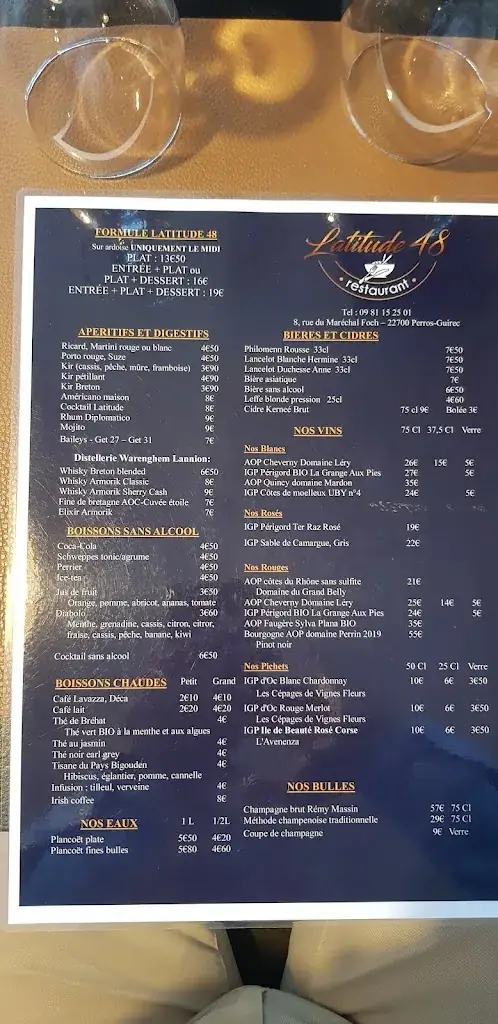 FORMULE LATITUDE 48
Sur ardoise UNIQUEMENT LE MIDI
PLAT : 13€50
ENTRÉE + PLAT ou
PLAT + DESSERT : 16€
ENTRÉE + PLAT + DESSERT : 19€
Latitude 48
restaurant
Tel : 09 81 15 25 01
8, rue du Maréchal Foch – 22700 Perros-Guirec
APERITIFS ET DIGESTIFS
Ricard, Martini rouge ou blanc 4€50
Porto rouge, Suze 4€50
Kir (cassis, pêche, mûre, framboise) 3€90
Kir pétillant 4€90
Kir Breton 3€90
Américano maison 8€
Cocktail Latitude 8€
Rhum Diplomatico 9€
Mojito 9€
Baileys - Get 27 – Get 31 7€
Distellerie Warenghem Lannion:
Whisky Breton blended 6€50
Whisky Armorik Classic 8€
Whisky Armorik Sherry Cash 9€
Fine de bretagne AOC-Cuvée étoile 7€
Elixir Armorik 7€
BOISSONS SANS ALCOOL
Coca-Cola 4€50
Schweppes tonic/agrume 4€50
Perrier 4€50
Ice-tea 4€50
Jus de fruit 3€50
Orange, pomme, abricot, ananas, tomate
Diabolo 3€60
Menthe, grenadine, cassis, citron, citror,
fraise, cassis, pêche, banane, kiwi
Cocktail sans alcool 6€50
BOISSONS CHAUDES Petit Grand
Café Lavazza, Déca 2€10 4€10
Café lait 2€20 4€20
Thé de Bréhat 4€
Thé vert BIO à la menthe et aux algues
Thé au jasmin 4€
Thé noir earl grey 4€
Tisane du Pays Bigouden 4€
Hibiscus, églantier, pomme, cannelle
Infusion : tilleul, verveine 4€
Irish coffee 8€
NOS EAUX 1 L 1/2L
Plancoët plate 5€50 4€20
Plancoët fines bulles 5€80 4€60
BIERES ET CIDRES
Philomenn Rousse 33cl 7€50
Lancelot Blanche Hermine 33cl 7€50
Lancelot Duchesse Anne 33cl 7€50
Bière asiatique 7€
Bière sans alcool 6€50
Leffe blonde pression 25cl 4€60
Cidre Kerneé Brut 75 cl 9€ Bolée 3€
NOS VINS 75 Cl 37,5 Cl Verre
Nos Blancs
AOP Cheverny Domaine Léry 26€ 15€ 5€
IGP Périgord BIO La Grange Aux Pies 27€ 5€
AOP Quincy domaine Mardon 35€
IGP Côtes de moelleux UBY n°4 24€ 5€
Nos Rosés
IGP Périgord Ter Raz Rosé 19€
IGP Sable de Camargue, Gris 22€
Nos Rouges
AOP côtes du Rhône sans sulfite 21€
Domaine du Grand Belly
AOP Cheverny Domaine Léry 25€ 14€ 5€
IGP Périgord BIO La Grange Aux Pies 24€ 5€
AOP Faugère Sylva Plana BIO 35€
Bourgogne AOP domaine Perrin 2019 55€
Pinot noir
Nos Pichets 50 Cl 25 Cl Verre
IGP d'Oc Blanc Chardonnay 10€ 6€ 3€50
Les Cépages de Vignes Fleurs
IGP d'Oc Rouge Merlot 10€ 6€ 3€50
Les Cépages de Vignes Fleurs
IGP Ile de Beauté Rosé Corse 10€ 6€ 3€50
L'Avenenza
NOS BULLES
Champagne brut Rémy Massin 57€ 75 Cl
Méthode champenoise traditionnelle 29€ 75 Cl
Coupe de champagne 9€ Verre